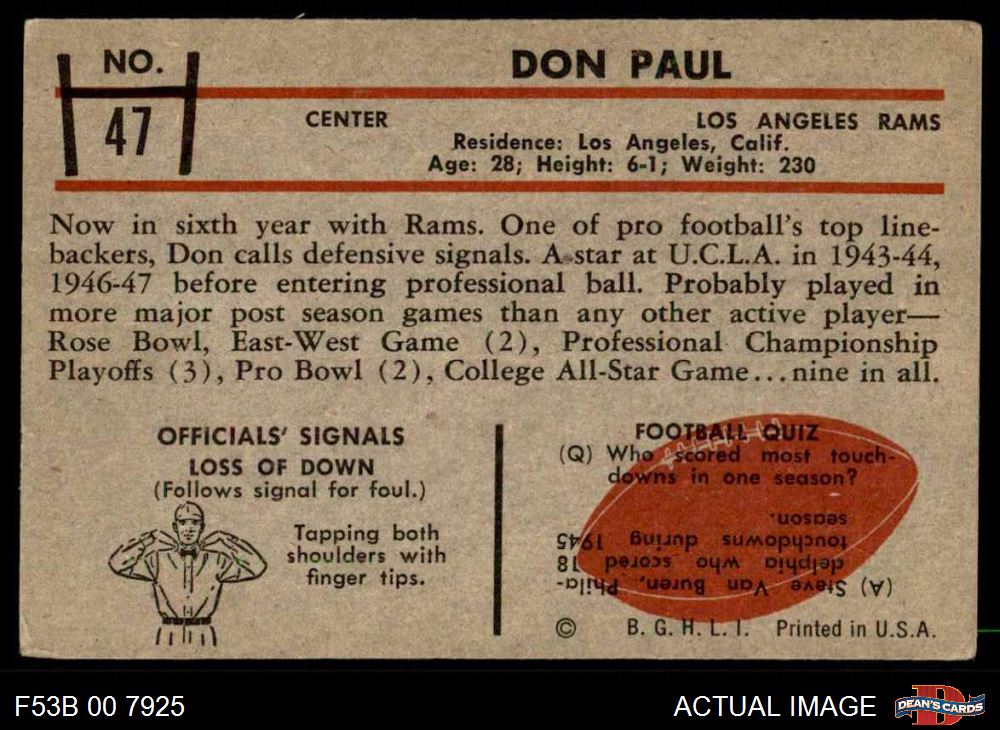 NO.
47
DON PAUL
CENTER
LOS ANGELES RAMS
Residence: Los Angeles, Calif.
Age: 28; Height: 6-1; Weight: 230
Now in sixth year with Rams. One of pro football's top line-
backers, Don calls defensive signals. A star at U.C.L.A. in 1943-44,
1946-47 before entering professional ball. Probably played in
more major post season games than any other active player—
Rose Bowl, East-West Game (2), Professional Championship
Playoffs (3), Pro Bowl (2), College All-Star Game...nine in all.
OFFICIALS' SIGNALS
LOSS OF DOWN
(Follows signal for foul.)
Tapping both
shoulders with
finger tips.
FOOTBALL QUIZ
(Q) Who scored most touch-
downs in one season?
(A) Steve Van Buren, Phila-
delphia who scored 18
touchdowns during 1945
season.
© B. G. H. L. I. Printed in U.S.A.
F53B 00 7925
ACTUAL IMAGE
D
DEAN'S CARDS